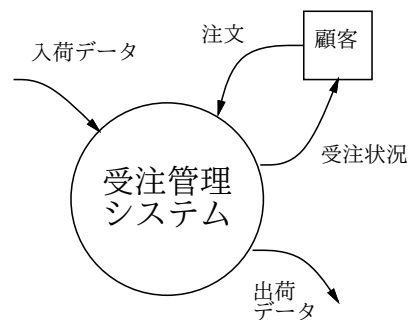 入荷データ
注文
顧客
受注管理
システム
受注状況
出荷
データ